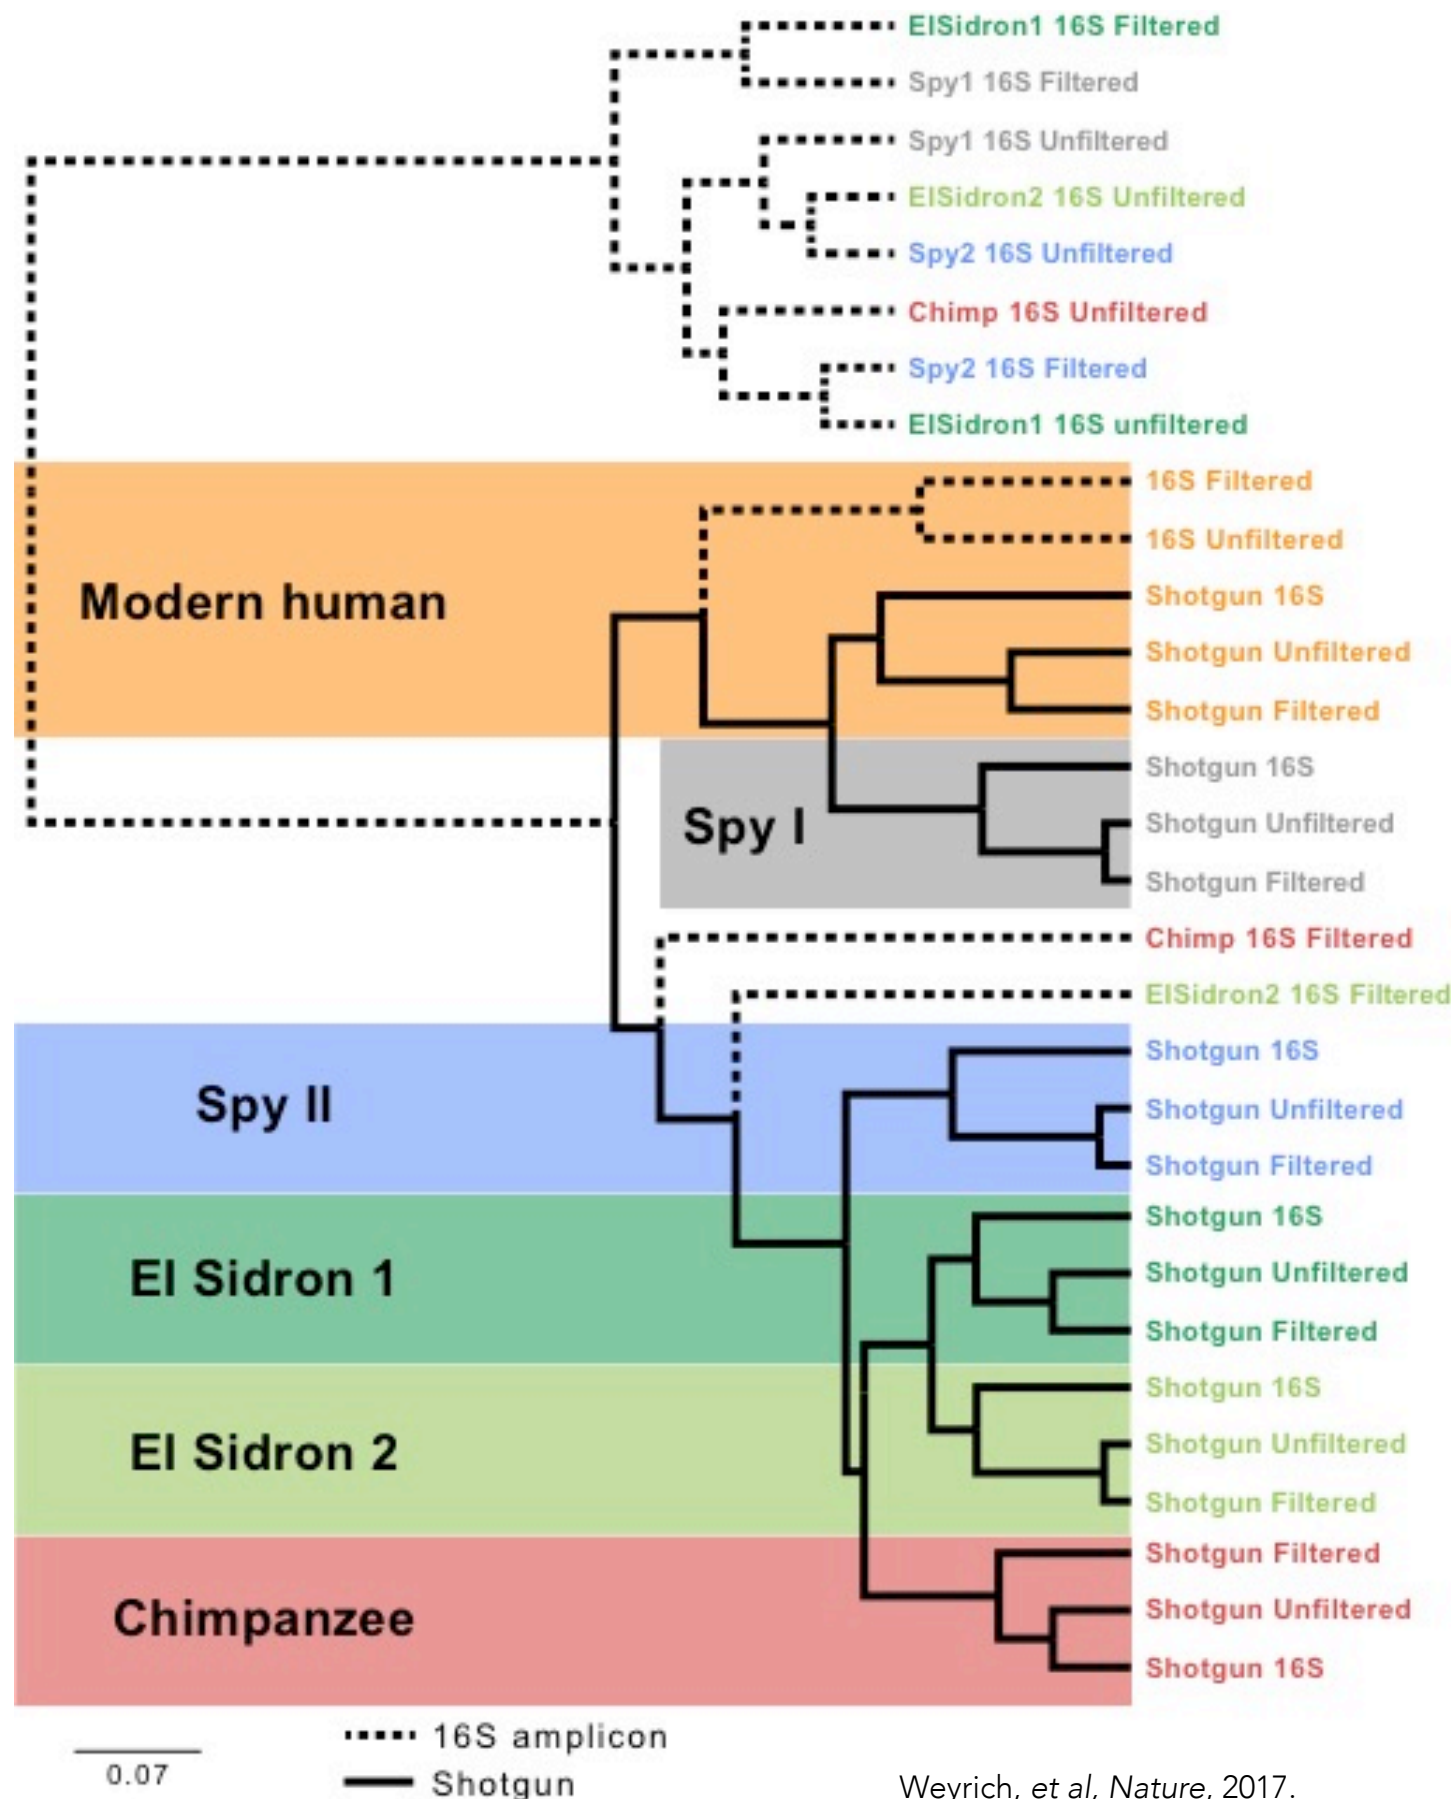 ElSidron1 16S Filtered
Spy1 16S Filtered
Spy1 16S Unfiltered
ElSidron2 16S Unfiltered
Spy2 16S Unfiltered
Chimp 16S Unfiltered
Spy2 16S Filtered
ElSidron1 16S unfiltered
16S Filtered
16S Unfiltered
Modern human
Shotgun 16S
Shotgun Unfiltered
Shotgun Filtered
Shotgun 16S
Spy I
Shotgun Unfiltered
Shotgun Filtered
Chimp 16S Filtered
ElSidron2 16S Filtered
Shotgun 16S
Spy II
Shotgun Unfiltered
Shotgun Filtered
Shotgun 16S
El Sidron 1
Shotgun Unfiltered
Shotgun Filtered
Shotgun 16S
El Sidron 2
Shotgun Unfiltered
Shotgun Filtered
Shotgun Filtered
Chimpanzee
Shotgun Unfiltered
Shotgun 16S
16S amplicon
0.07
Shotgun
Weyrich, et al, Nature, 2017.